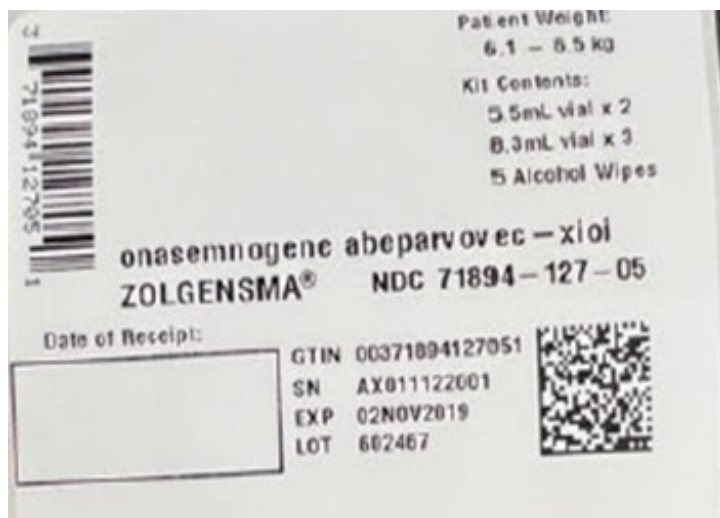 Patient Weight:
6.1 – 6.5 kg
Kit Contents:
5.5mL vial x 2
8.3mL vial x 3
5 Alcohol Wipes
3
71894 12705
1
onasemnogene abeparvovec–xioi
ZOLGENSMA® NDC 71894–127–05
Date of Receipt:
GTIN 00371894127051
SN AX011122001
EXP 02NOV2019
LOT 602467